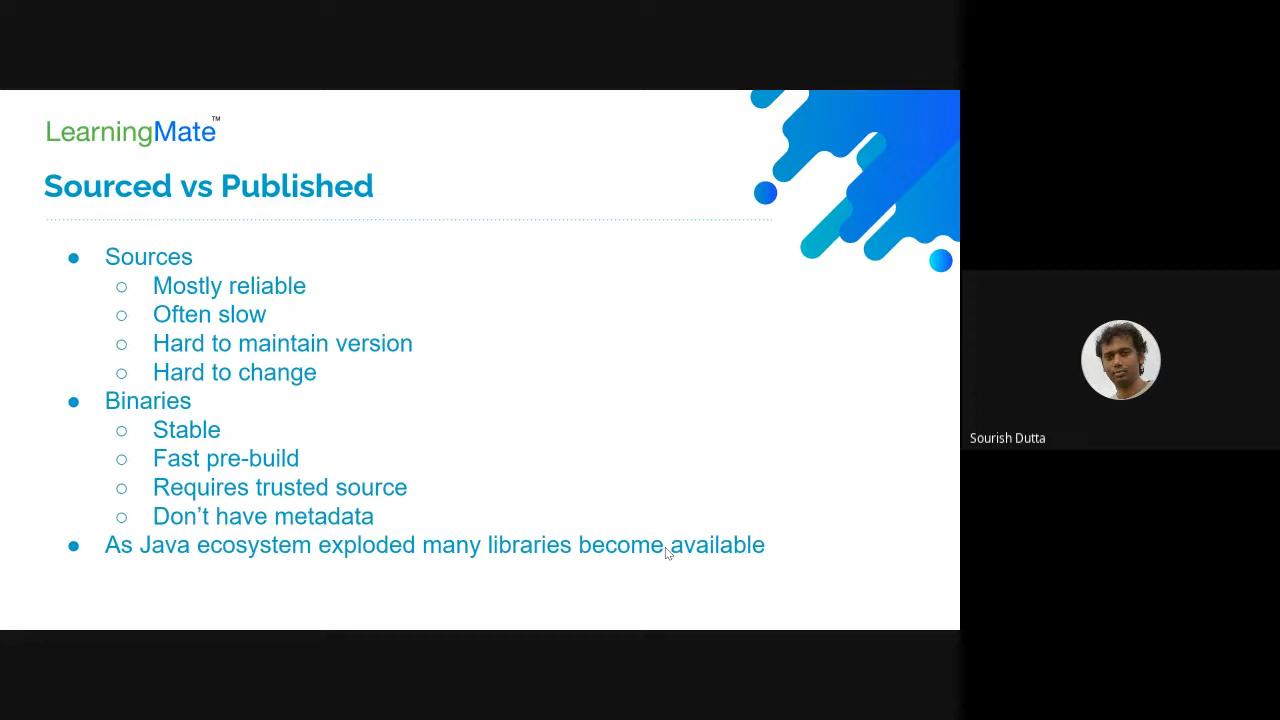 LearningMate™
Sourced vs Published
● Sources
○ Mostly reliable
○ Often slow
○ Hard to maintain version
○ Hard to change
● Binaries
○ Stable
○ Fast pre-build
○ Requires trusted source
○ Don’t have metadata
● As Java ecosystem exploded many libraries become available
Sourish Dutta